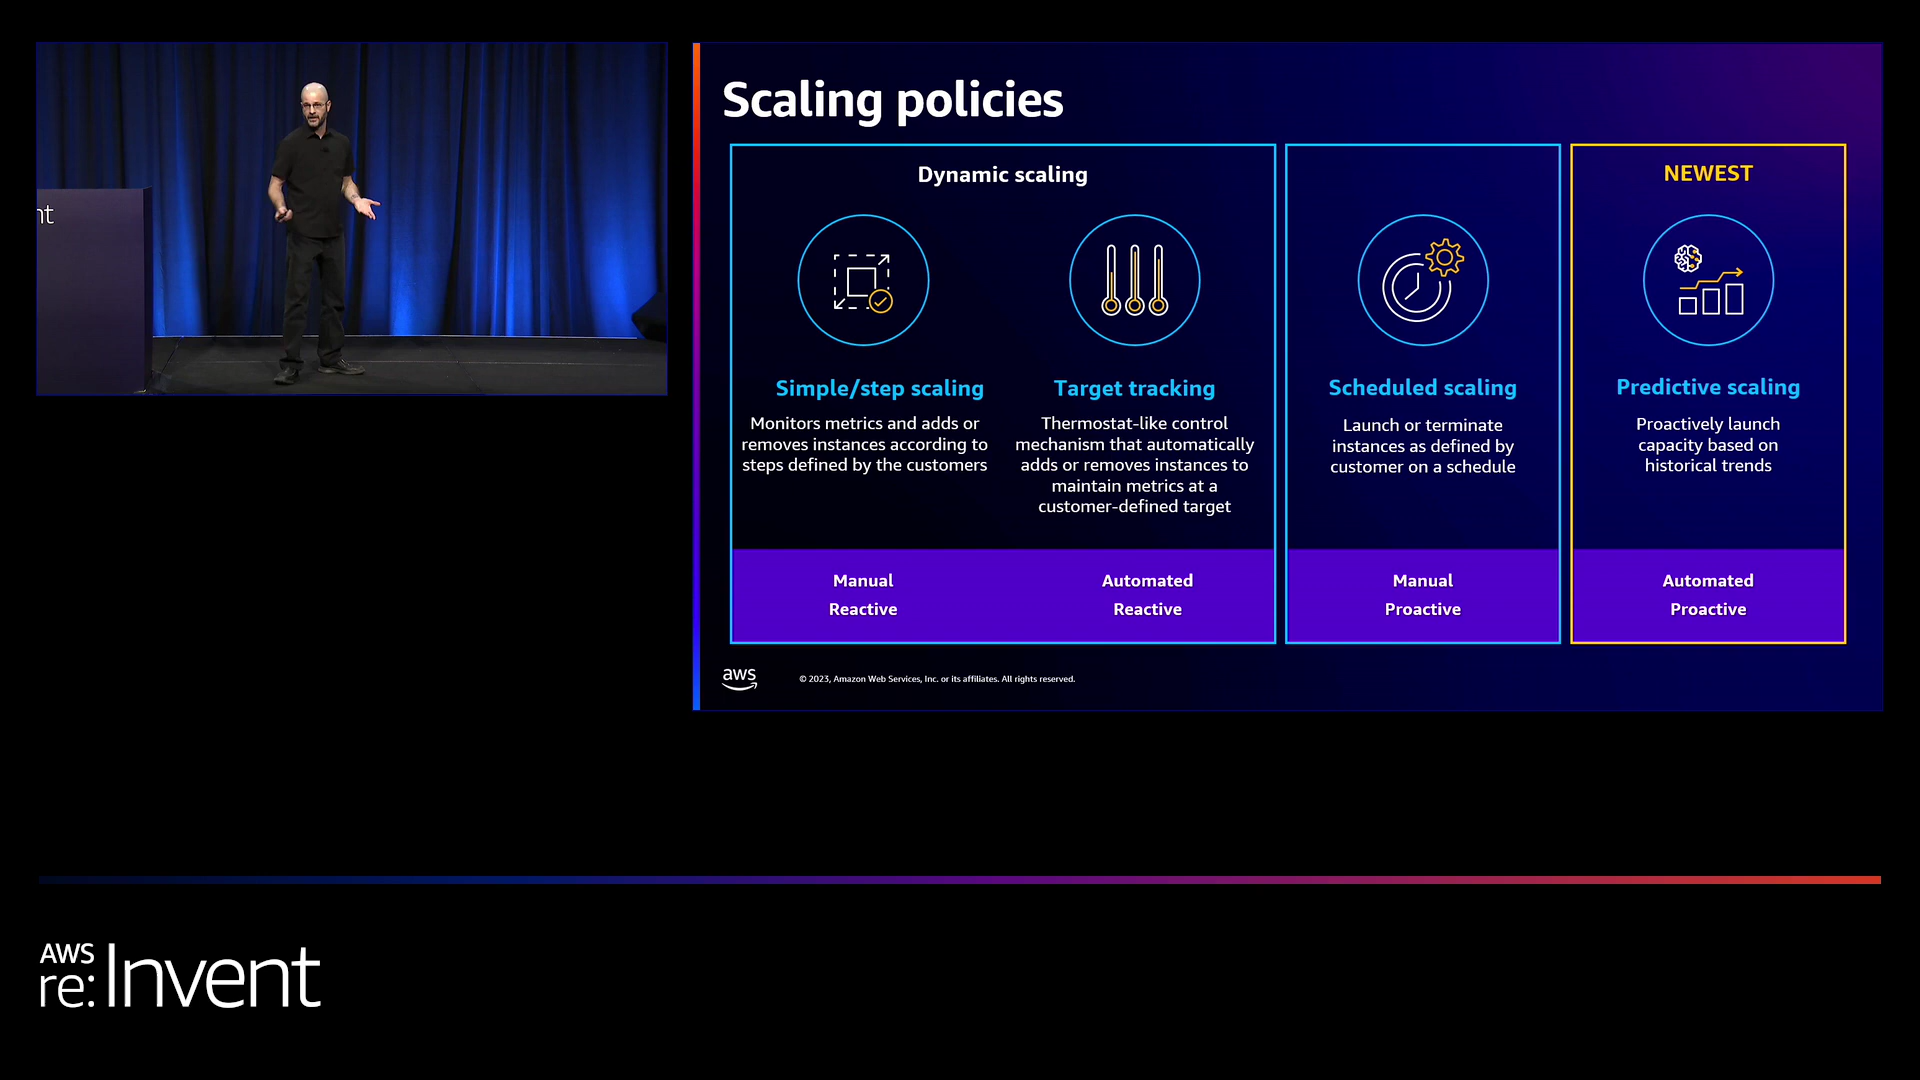 nt
Scaling policies
Dynamic scaling
Simple/step scaling
Monitors metrics and adds or
removes instances according to
steps defined by the customers
Manual
Reactive
Target tracking
Thermostat-like control
mechanism that automatically
adds or removes instances to
maintain metrics at a
customer-defined target
Automated
Reactive
Scheduled scaling
Launch or terminate
instances as defined by
customer on a schedule
Manual
Proactive
NEWEST
Predictive scaling
Proactively launch
capacity based on
historical trends
Automated
Proactive
aws
© 2023, Amazon Web Services, Inc. or its affiliates. All rights reserved.
AWS
re:Invent